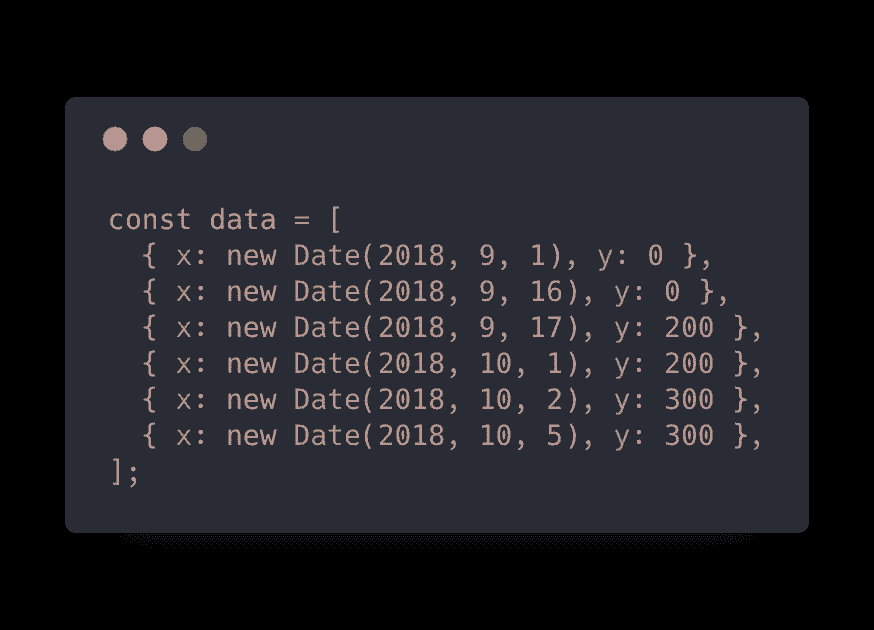 const data = [
  { x: new Date(2018, 9, 1), y: 0 },
  { x: new Date(2018, 9, 16), y: 0 },
  { x: new Date(2018, 9, 17), y: 200 },
  { x: new Date(2018, 10, 1), y: 200 },
  { x: new Date(2018, 10, 2), y: 300 },
  { x: new Date(2018, 10, 5), y: 300 },
];